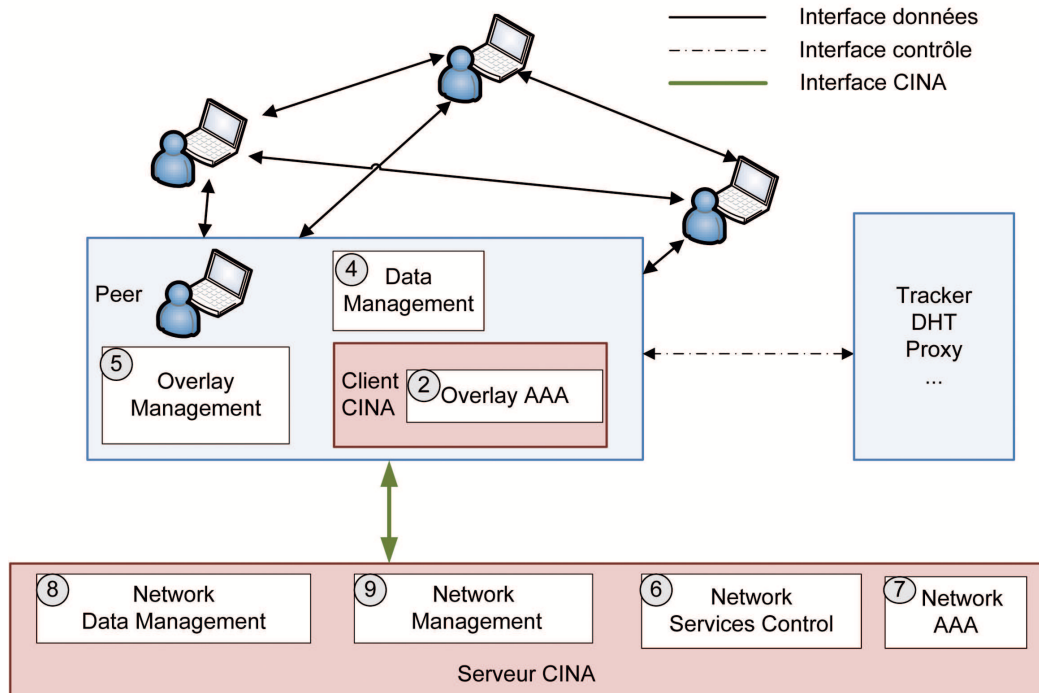 Interface données
Interface contrôle
Interface CINA
Peer
4
Data
Management
5
Overlay
Management
Client
CINA
2
Overlay AAA
Tracker
DHT
Proxy
...
8
Network
Data Management
9
Network
Management
6
Network
Services Control
7
Network
AAA
Serveur CINA